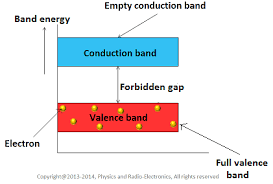 Empty conduction band
Band energy
Conduction band
Forbidden gap
Valence band
Electron
Full valence
band
Copyright@2013-2014, Physics and Radio-Electronics, All rights reserved